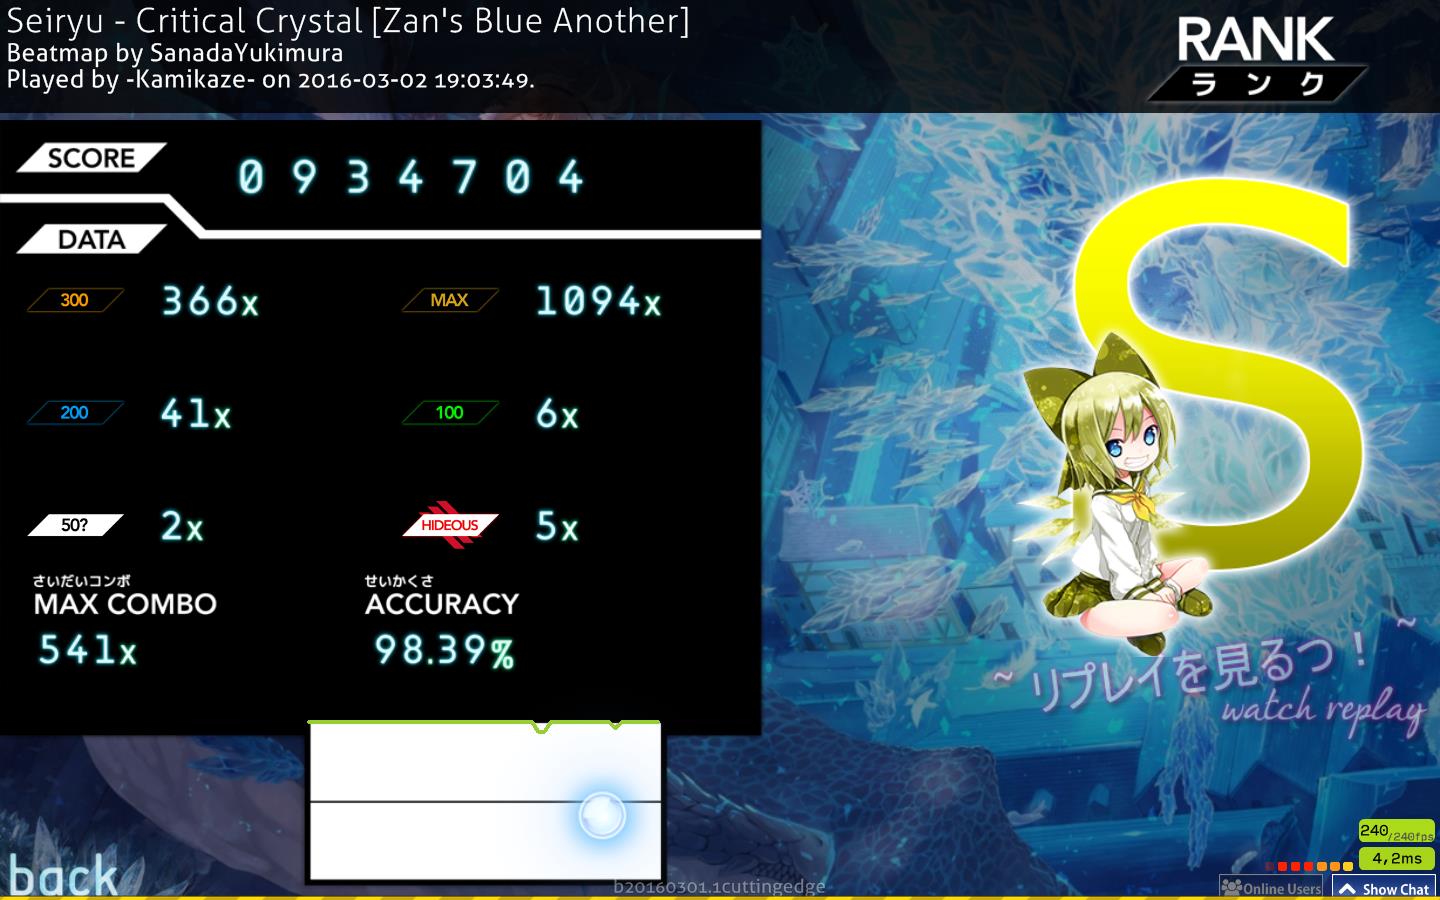 Seiryu - Critical Crystal [Zan's Blue Another]
Beatmap by SanadaYukimura
Played by -Kamikaze- on 2016-03-02 19:03:49.
RANK
ランク
SCORE 0934704
DATA
300 366x MAX 1094x
200 41x 100 6x
50? 2x HIDEOUS 5x
さいだいコンボ せいかくさ
MAX COMBO ACCURACY
541x 98.39%
S
~ リプレイを見るつ！ ~
watch replay
240/240fps
4,2ms
back
b20160301.1cuttingedge
Online Users Show Chat